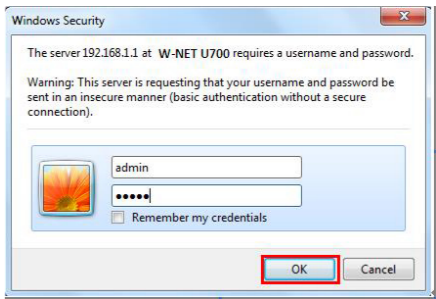 Windows Security
The server 192.168.1.1 at W-NET U700 requires a username and password.
Warning: This server is requesting that your username and password be
sent in an insecure manner (basic authentication without a secure
connection).
admin
•••••
Remember my credentials
OK
Cancel